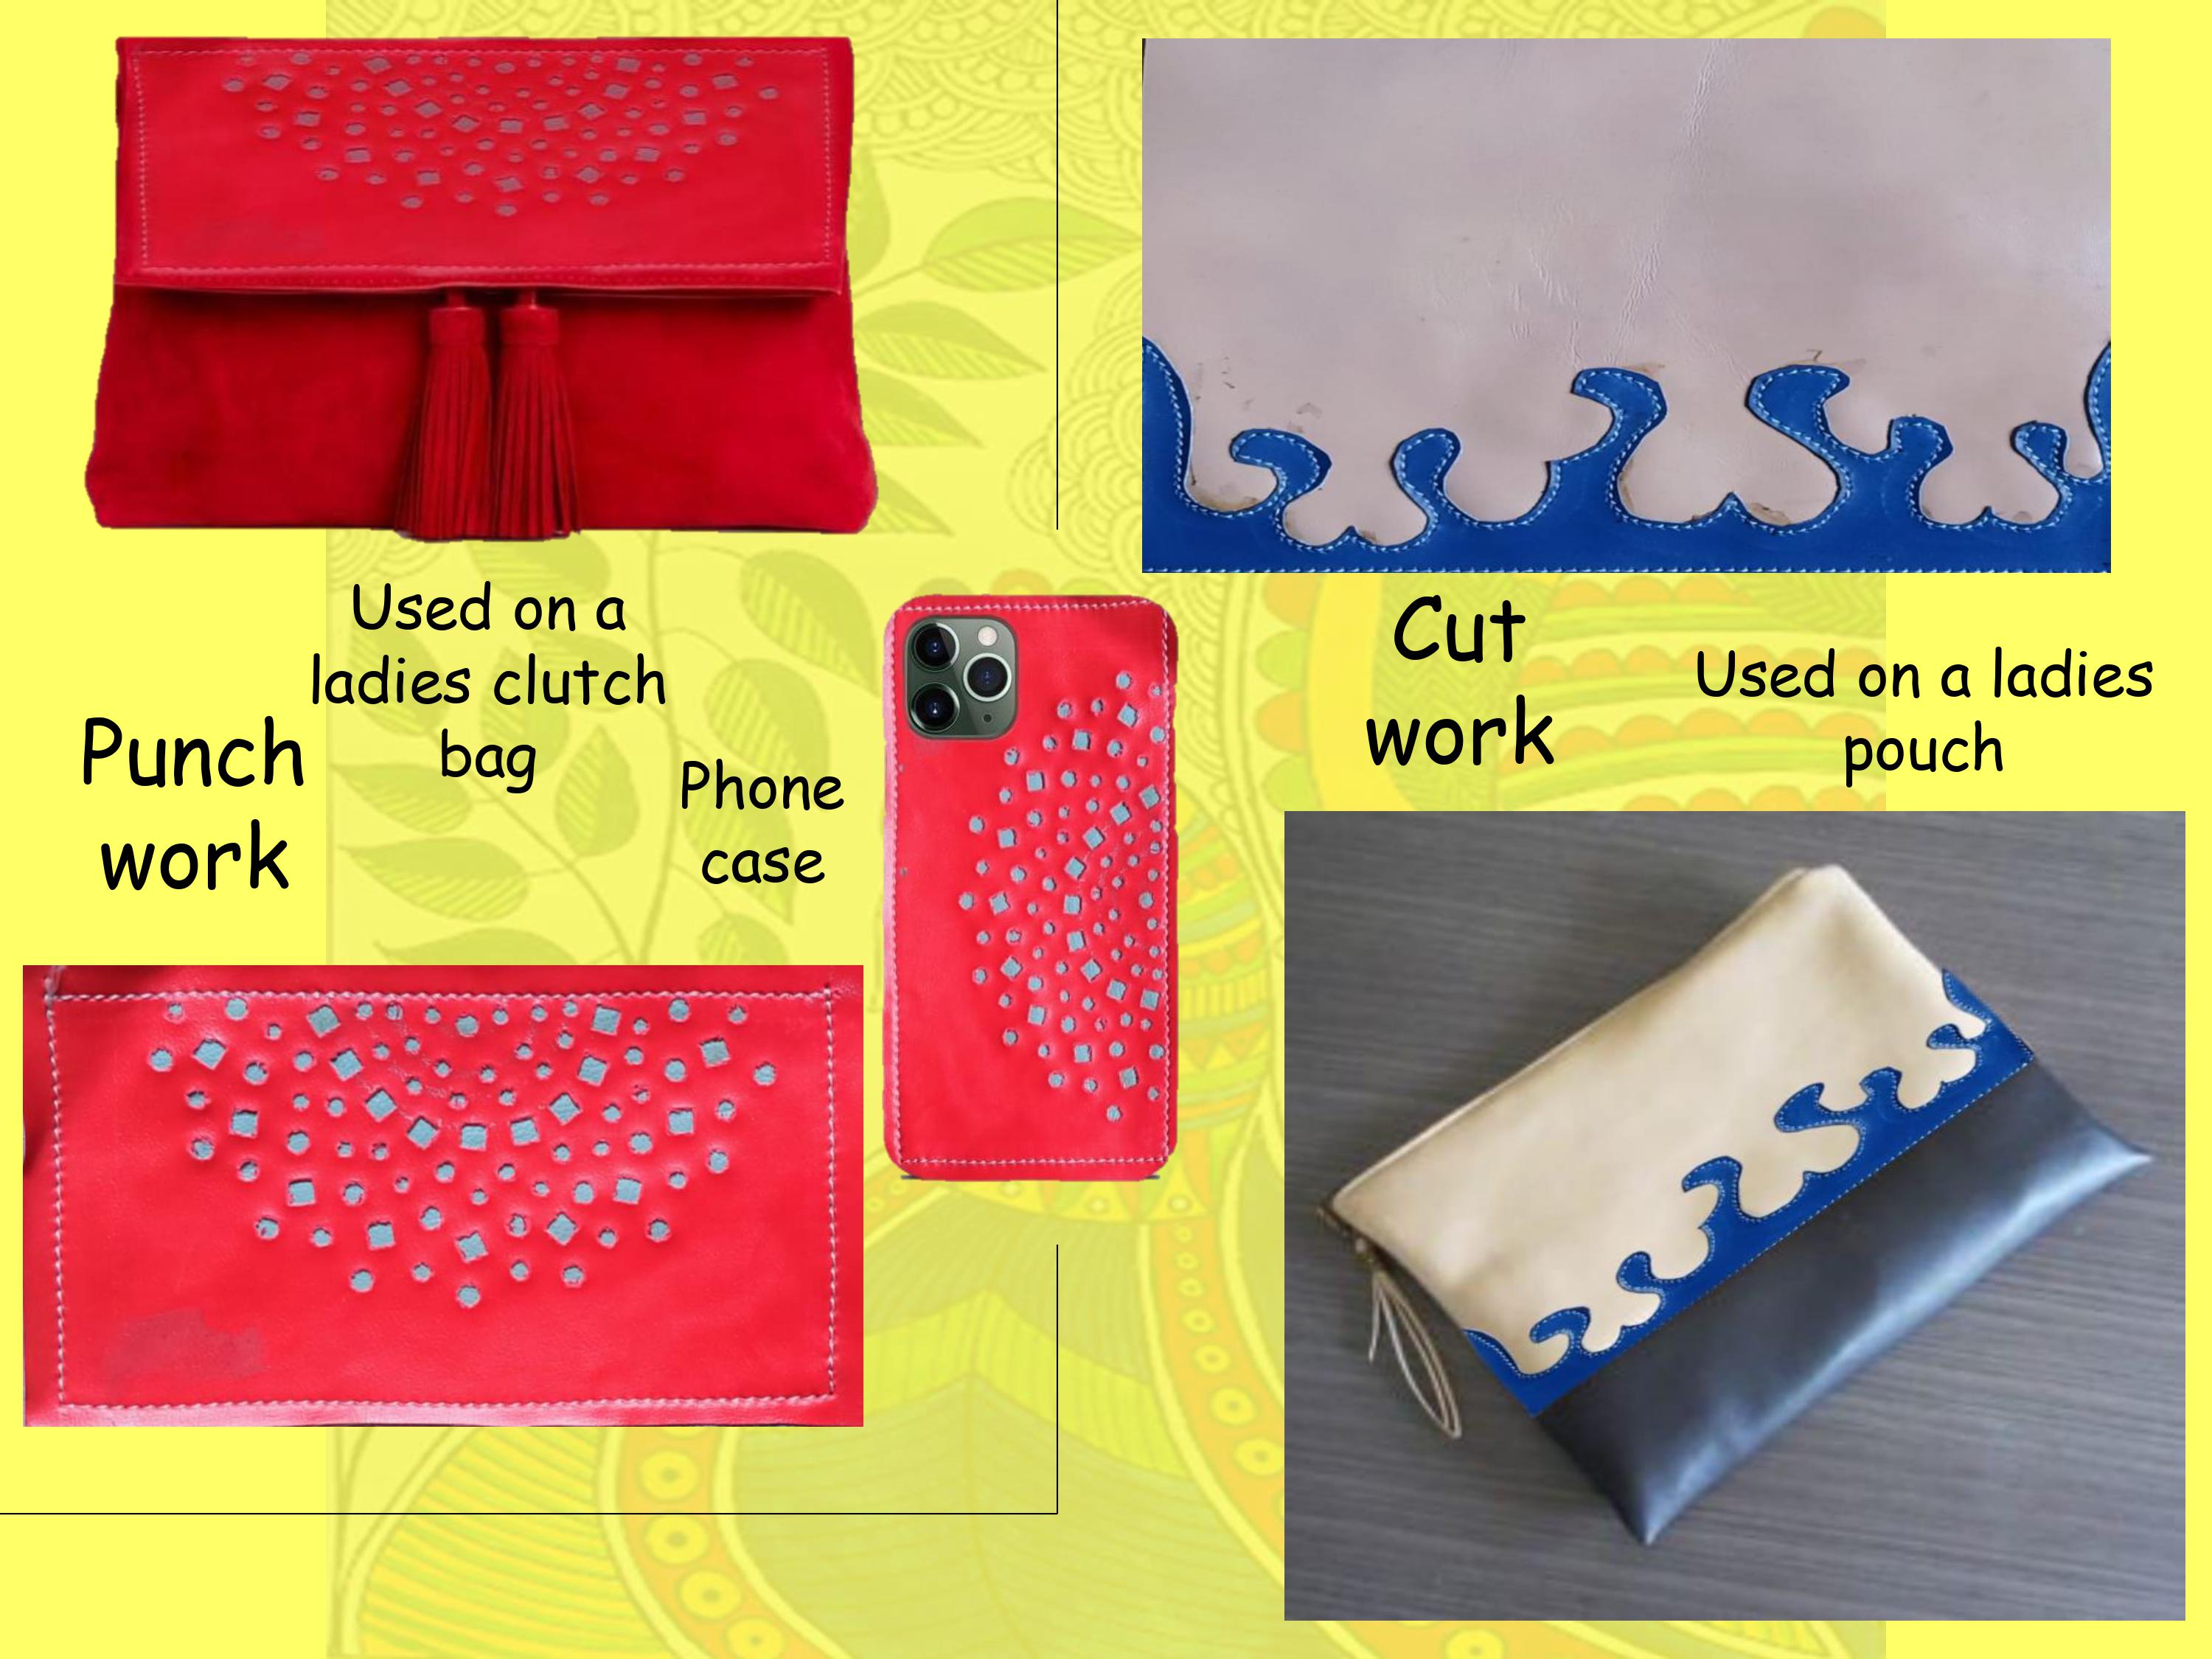 Used on a
ladies clutch
bag
Punch
work
Phone
case
Cut
work
Used on a ladies
pouch